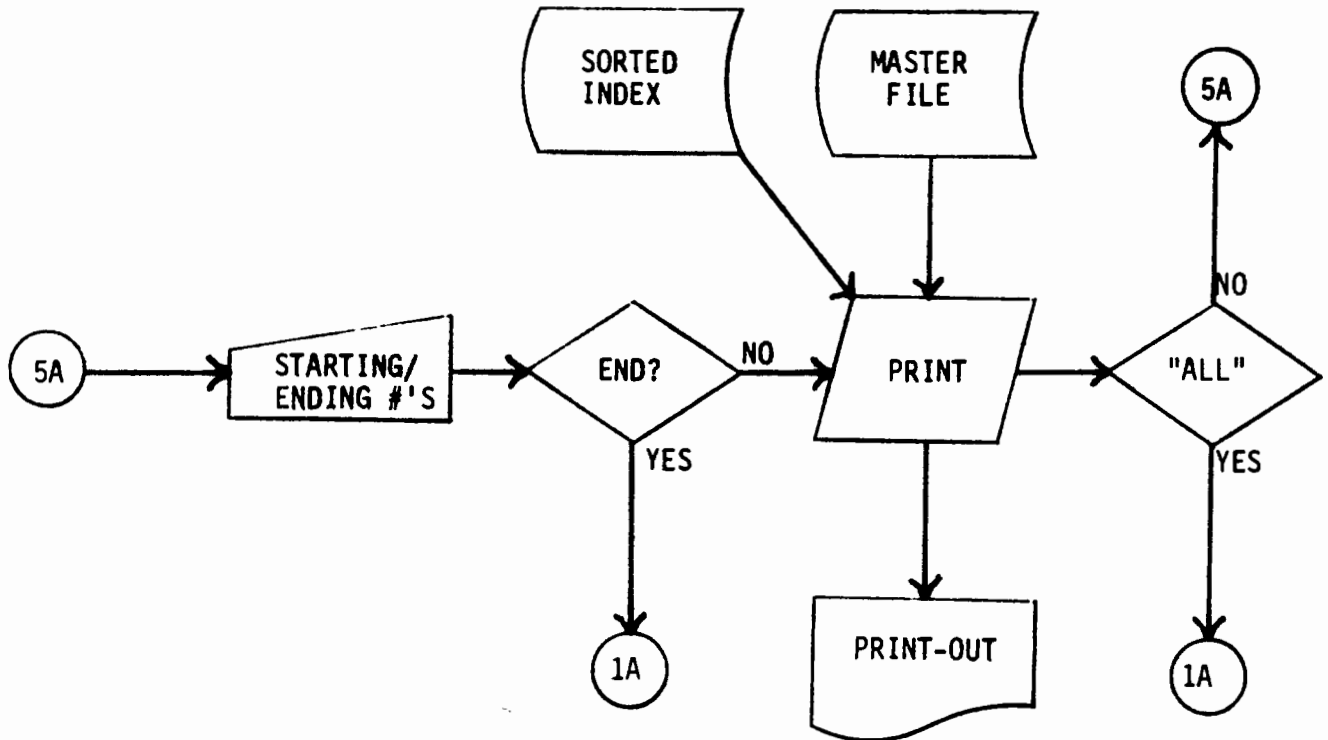 SORTED
INDEX
MASTER
FILE
5A
NO
5A
STARTING/
ENDING #'S
END?
NO
PRINT
"ALL"
YES
YES
1A
PRINT-OUT
1A